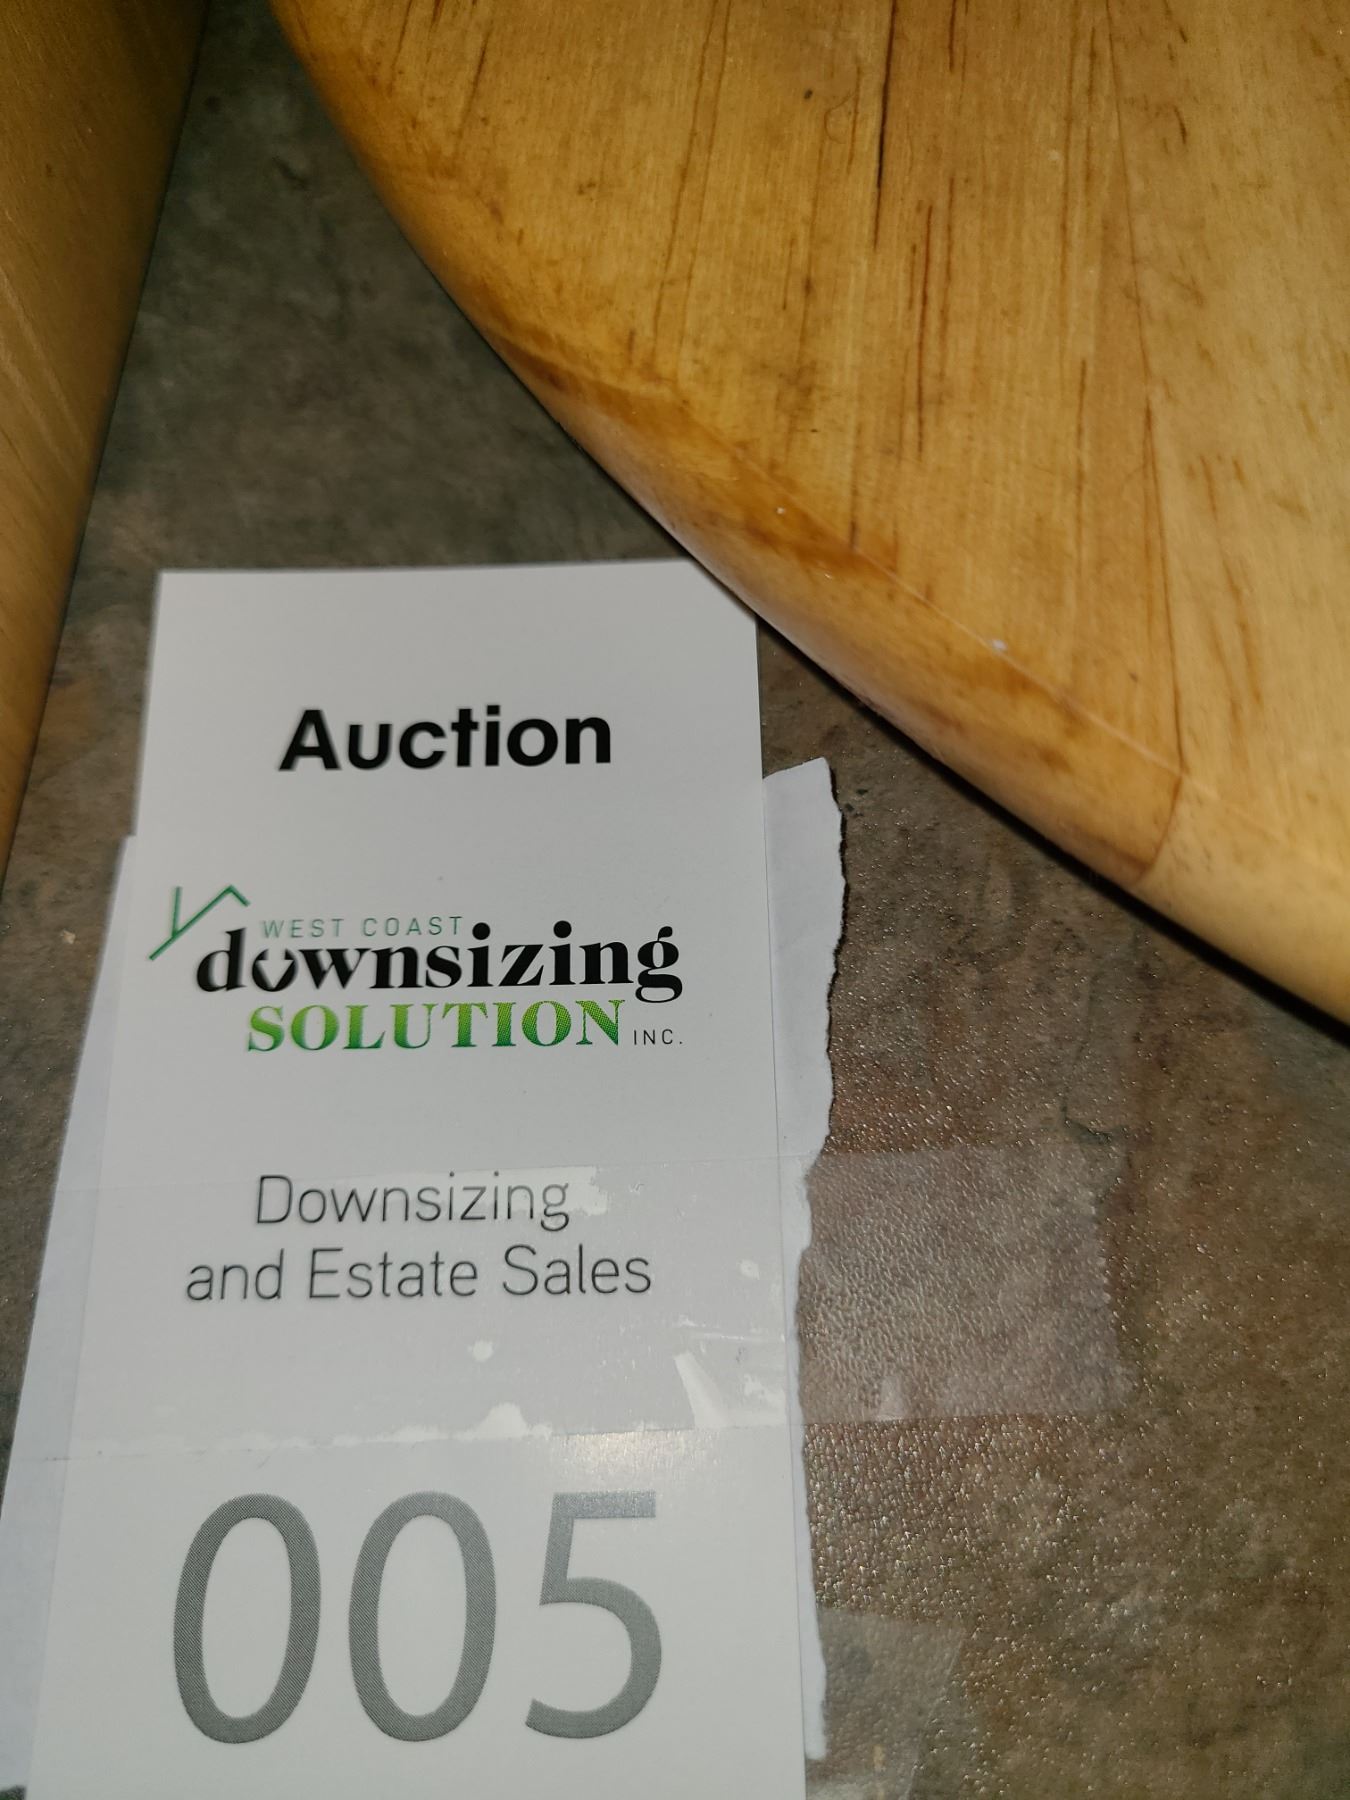 Auction
WEST COAST
downsizing
SOLUTION INC.
Downsizing
and Estate Sales
005